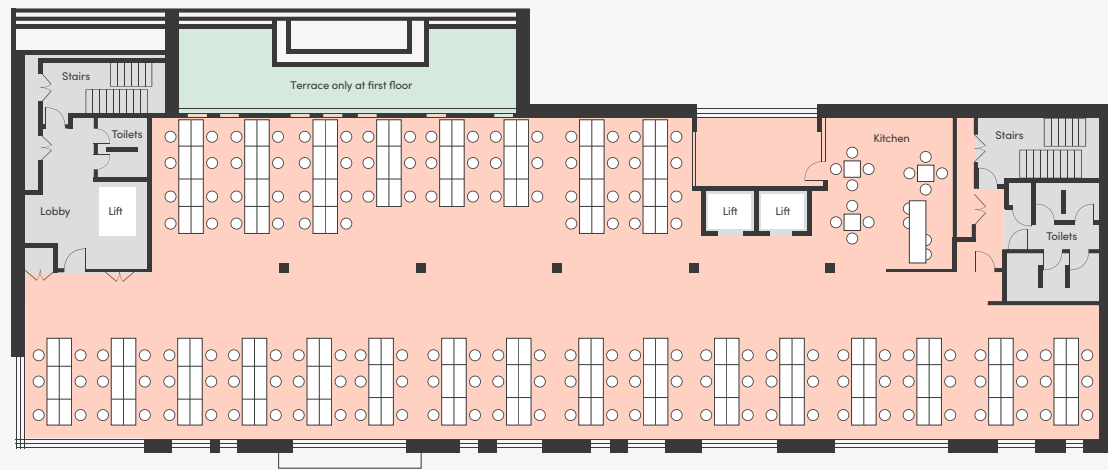 Stairs
Terrace only at first floor
Toilets
Kitchen
Stairs
Lobby
Lift
Lift
Lift
Toilets